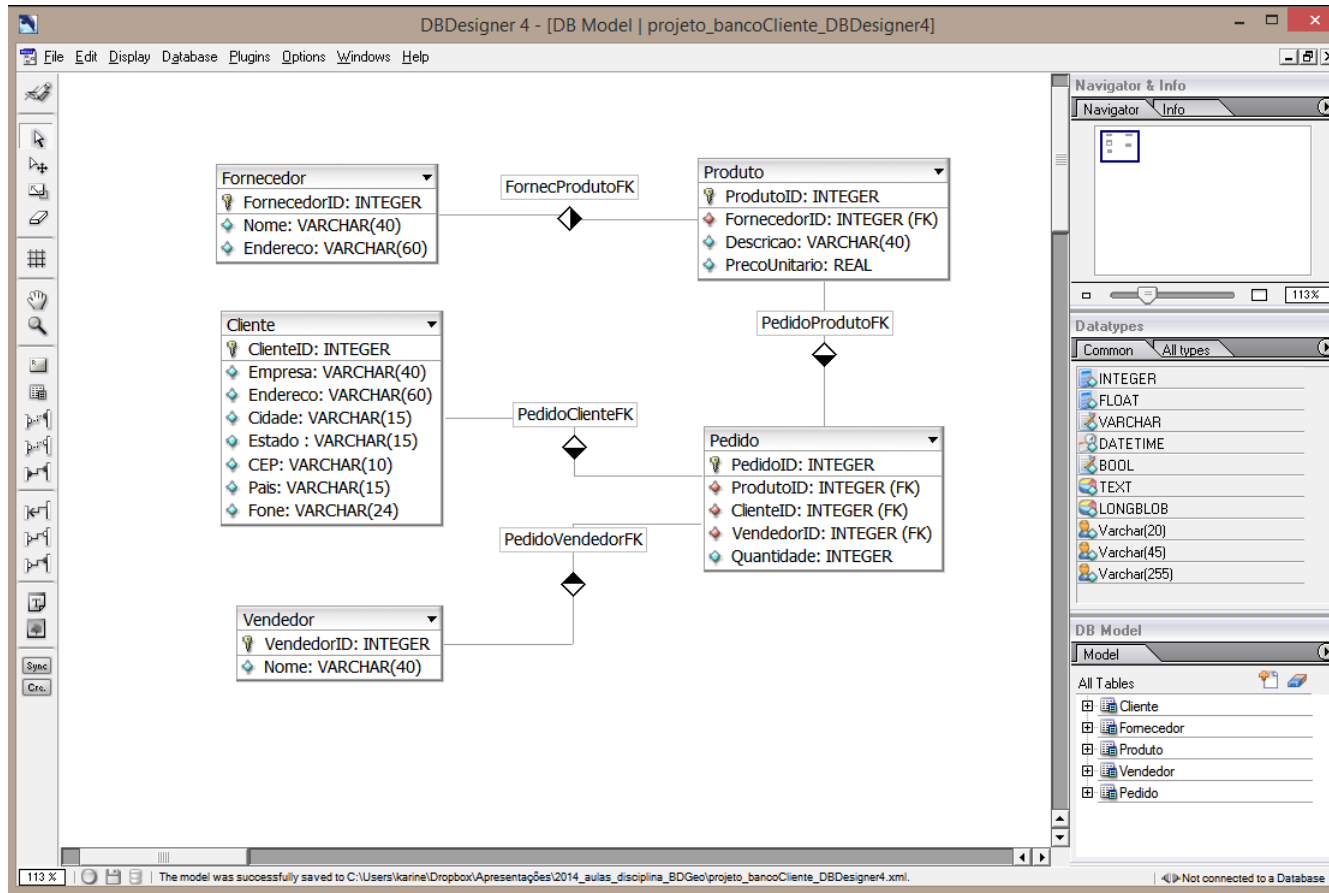 DBDesigner 4 - [DB Model | projeto_bancoCliente_DBDesigner4]
File Edit Display Database Plugins Options Windows Help
Navigator & Info
Navigator Info
113%
Datatypes
Common All types
INTEGER
FLOAT
VARCHAR
DATETIME
BOOL
TEXT
LONGBLOB
Varchar(20)
Varchar(45)
Varchar(255)
DB Model
Model
All Tables
Cliente
Fornecedor
Produto
Vendedor
Pedido
Fornecedor
FornecedorID: INTEGER
Nome: VARCHAR(40)
Endereco: VARCHAR(60)
FornecProdutoFK
Produto
ProdutoID: INTEGER
FornecedorID: INTEGER (FK)
Descricao: VARCHAR(40)
PrecoUnitario: REAL
PedidoProdutoFK
Cliente
ClienteID: INTEGER
Empresa: VARCHAR(40)
Endereco: VARCHAR(60)
Cidade: VARCHAR(15)
Estado : VARCHAR(15)
CEP: VARCHAR(10)
Pais: VARCHAR(15)
Fone: VARCHAR(24)
PedidoClienteFK
Pedido
PedidoID: INTEGER
ProdutoID: INTEGER (FK)
ClienteID: INTEGER (FK)
VendedorID: INTEGER (FK)
Quantidade: INTEGER
PedidoVendedorFK
Vendedor
VendedorID: INTEGER
Nome: VARCHAR(40)
Sync
Cre.
113 %
The model was successfully saved to C:\Users\karine\Dropbox\Apresentações\2014_aulas_disciplina_BDGeo\projeto_bancoCliente_DBDesigner4.xml.
Not connected to a Database